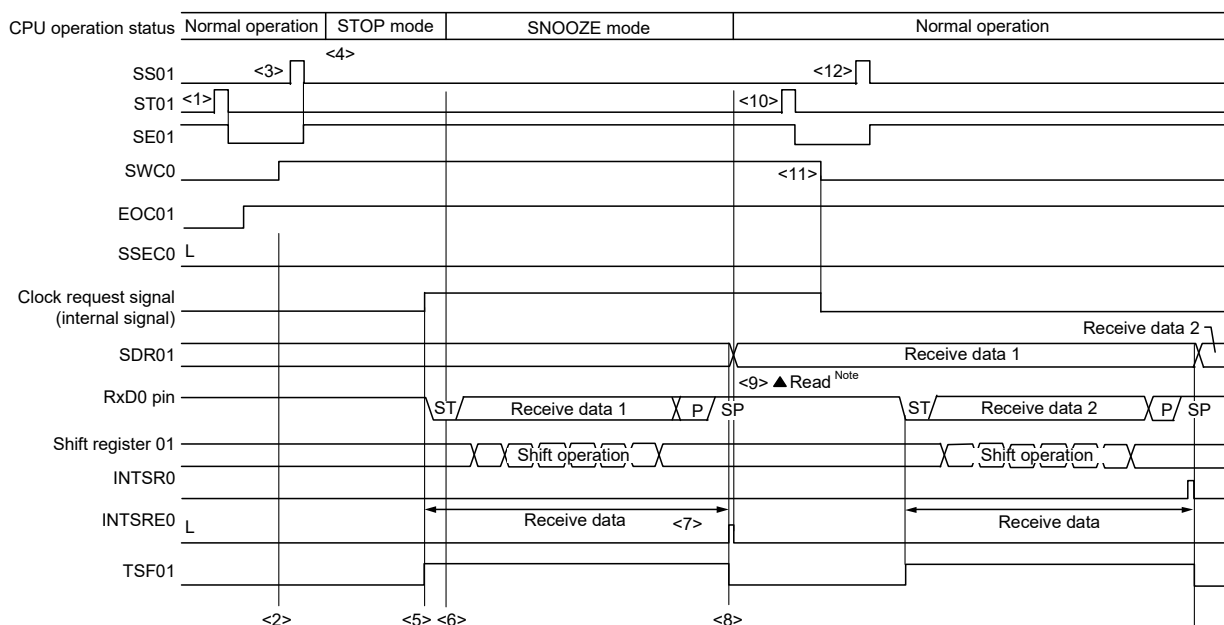 CPU operation status Normal operation STOP mode SNOOZE mode Normal operation
<4>
SS01 <3> <12>
ST01 <1> <10>
SE01
SWC0 <11>
EOC01
SSEC0 L
Clock request signal
(internal signal)
Receive data 2
SDR01 Receive data 1
<9> ▲ Read Note
RxD0 pin ST Receive data 1 P SP ST Receive data 2 P SP
Shift register 01 Shift operation Shift operation
INTSR0
INTSRE0 L Receive data <7> Receive data
TSF01
<2> <5> <6> <8>